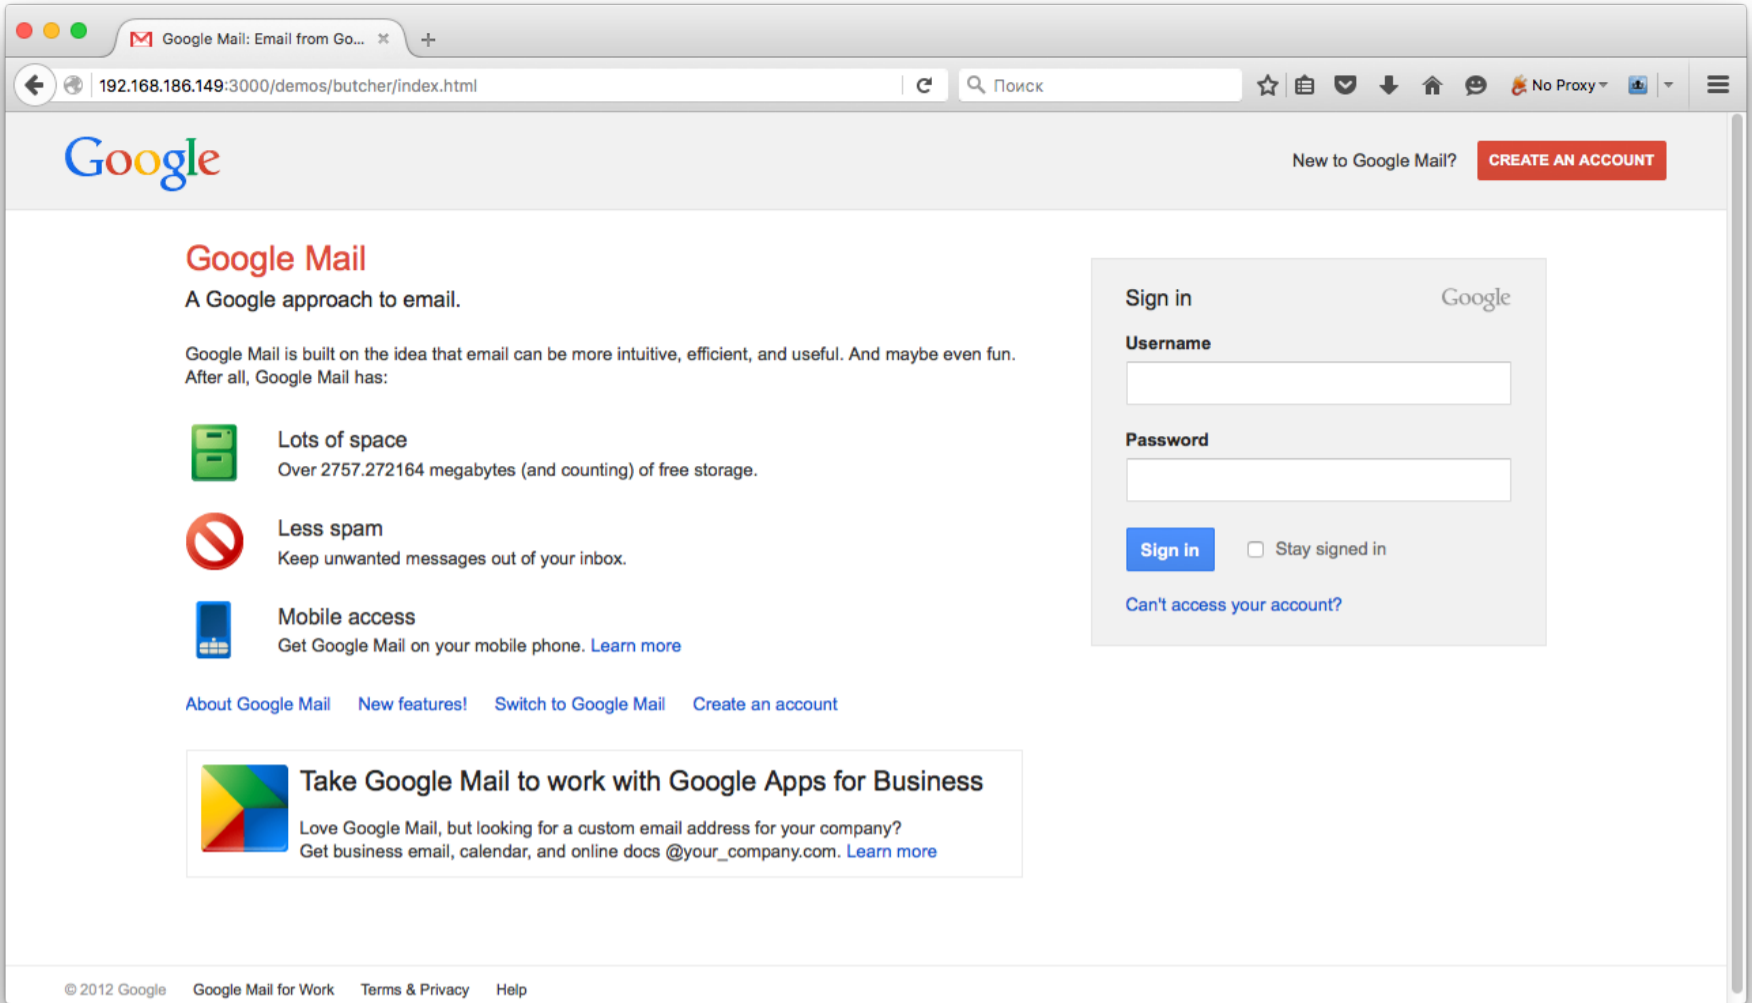 Google Mail: Email from Go...
192.168.186.149:3000/demos/butcher/index.html
Поиск
No Proxy
Google
New to Google Mail?
CREATE AN ACCOUNT
Google Mail
A Google approach to email.
Google Mail is built on the idea that email can be more intuitive, efficient, and useful. And maybe even fun.
After all, Google Mail has:
Lots of space
Over 2757.272164 megabytes (and counting) of free storage.
Less spam
Keep unwanted messages out of your inbox.
Mobile access
Get Google Mail on your mobile phone. Learn more
About Google Mail New features! Switch to Google Mail Create an account
Take Google Mail to work with Google Apps for Business
Love Google Mail, but looking for a custom email address for your company?
Get business email, calendar, and online docs @your_company.com. Learn more
Sign in Google
Username
Password
Sign in Stay signed in
Can't access your account?
© 2012 Google Google Mail for Work Terms & Privacy Help